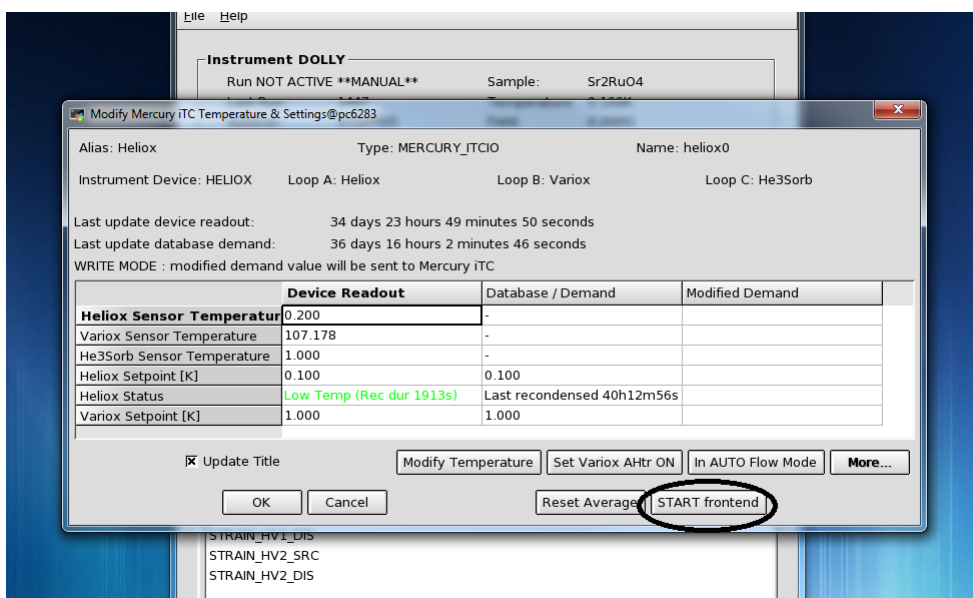 File Help
Instrument DOLLY
Run NOT ACTIVE **MANUAL** Sample: Sr2RuO4
Modify Mercury iTC Temperature & Settings@pc6283
Alias: Heliox Type: MERCURY_ITCIO Name: heliox0
Instrument Device: HELIOX Loop A: Heliox Loop B: Variox Loop C: He3Sorb
Last update device readout: 34 days 23 hours 49 minutes 50 seconds
Last update database demand: 36 days 16 hours 2 minutes 46 seconds
WRITE MODE : modified demand value will be sent to Mercury iTC
Device Readout Database / Demand Modified Demand
Heliox Sensor Temperatur 0.200 -
Variox Sensor Temperature 107.178 -
He3Sorb Sensor Temperature 1.000 -
Heliox Setpoint [K] 0.100 0.100
Heliox Status Low Temp (Rec dur 1913s) Last recondensed 40h12m56s
Variox Setpoint [K] 1.000 1.000
Update Title Modify Temperature Set Variox AHtr ON In AUTO Flow Mode More...
OK Cancel Reset Average START frontend
STRAIN_HV1_DIS
STRAIN_HV2_SRC
STRAIN_HV2_DIS